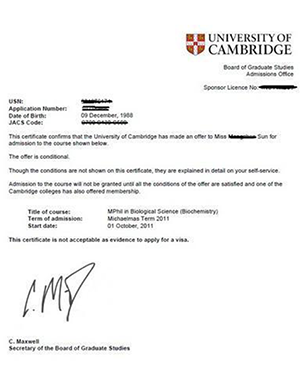 UNIVERSITY OF
CAMBRIDGE
Board of Graduate Studies
Admissions Office
Sponsor Licence No
USN:
Application Number:
Date of Birth: 09 December, 1988
JACS Code:
This certificate confirms that the University of Cambridge has made an offer to Miss Sun for
admission to the course shown below.
The offer is conditional.
Though the conditions are not shown on this certificate, they are explained in detail on your self-service.
Admission to the course will not be granted until all the conditions of the offer are satisfied and one of the
Cambridge colleges has also offered membership.
Title of course: MPhil in Biological Science (Biochemistry)
Term of admission: Michaelmas Term 2011
Start date: 01 October, 2011
This certificate is not acceptable as evidence to apply for a visa.
C. Maxwell
Secretary of the Board of Graduate Studies